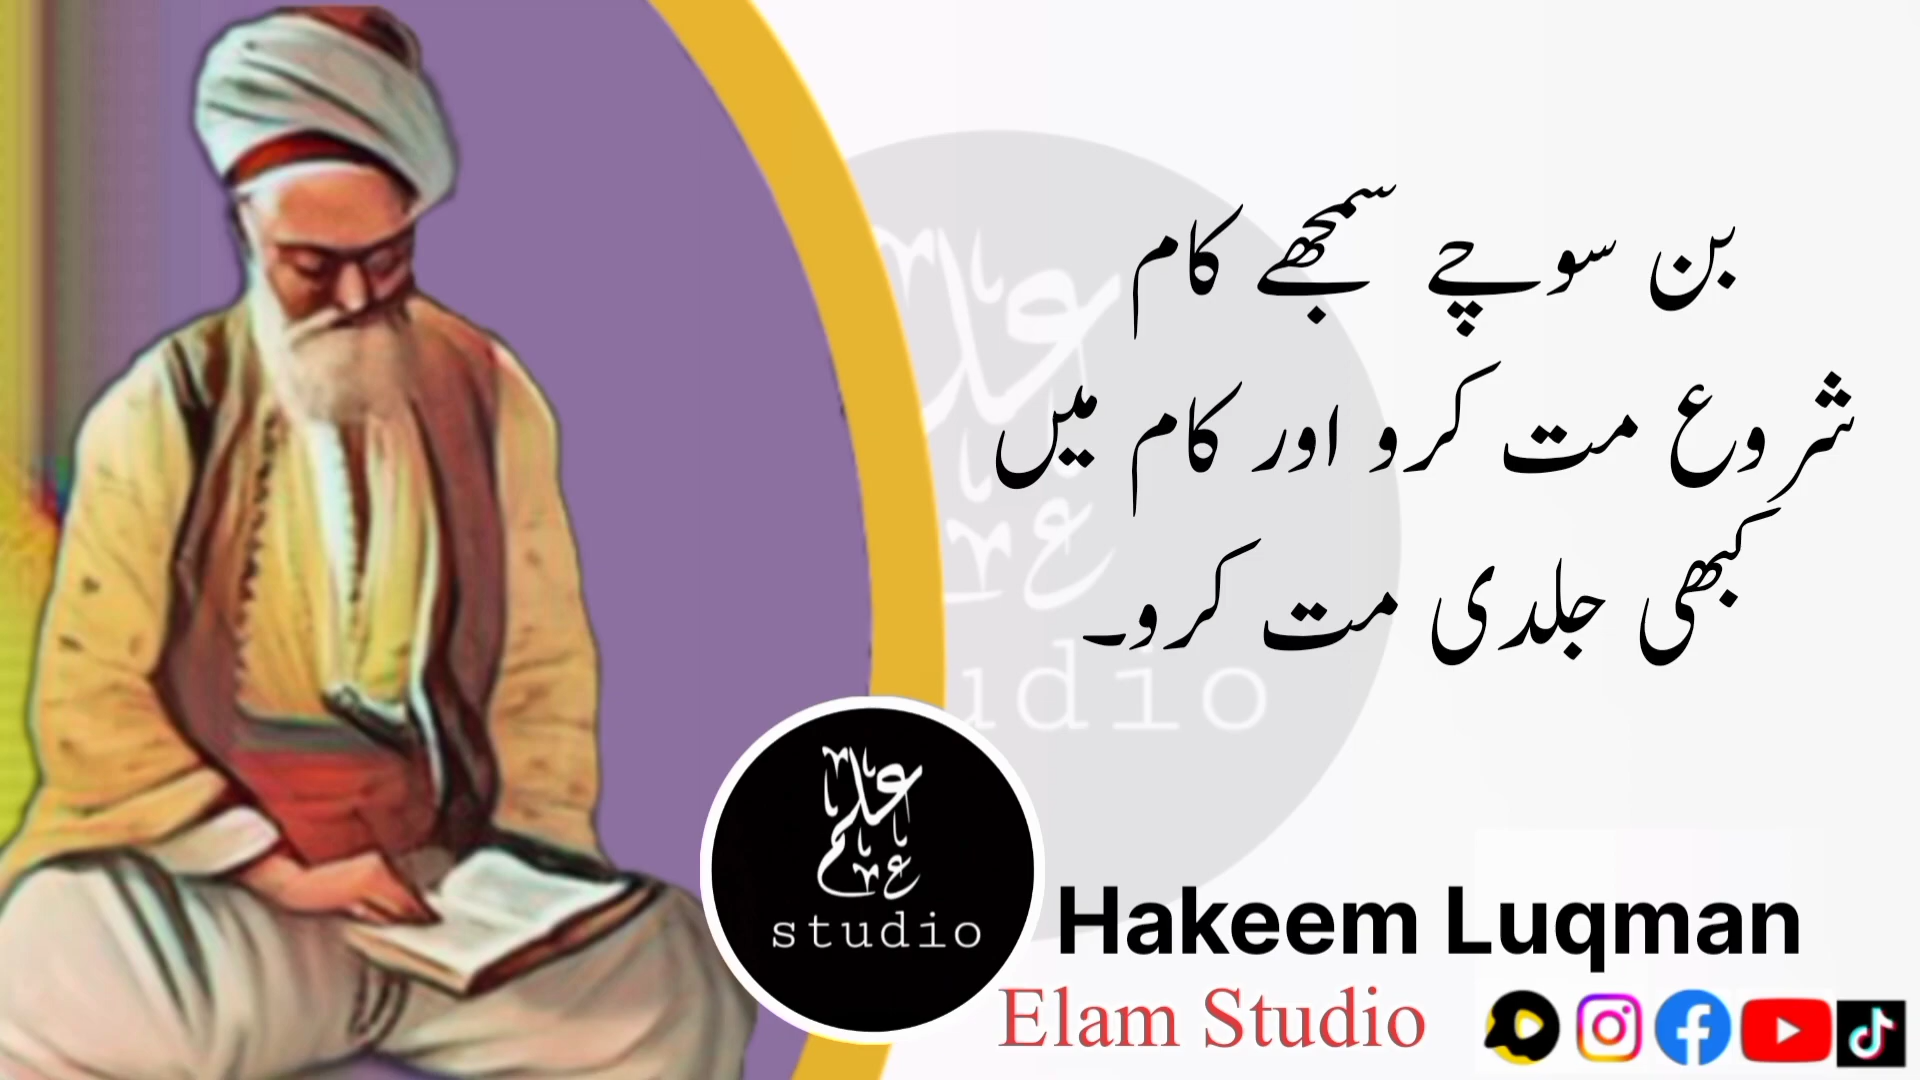 بن سوچے سمجھے کام
شروع مت کرو اور کام میں
کبھی جلدی مت کرو۔
علم
studio
Hakeem Luqman
Elam Studio